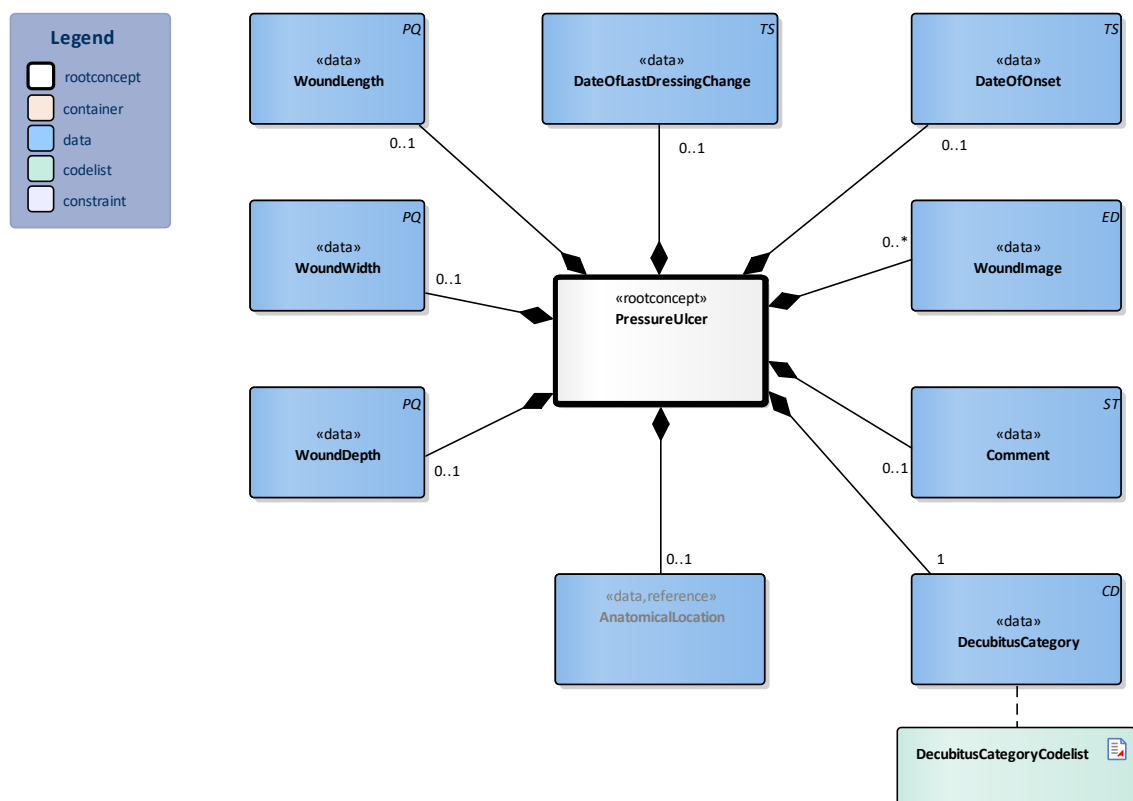 Legend
rootconcept
container
data
codelist
constraint
PQ
«data»
WoundLength
0..1
TS
«data»
DateOfLastDressingChange
0..1
TS
«data»
DateOfOnset
0..1
PQ
«data»
WoundWidth
0..1
«rootconcept»
PressureUlcer
ED
«data»
WoundImage
0..*
PQ
«data»
WoundDepth
0..1
ST
«data»
Comment
0..1
0..1
«data,reference»
AnatomicalLocation
1
CD
«data»
DecubitusCategory
DecubitusCategoryCodelist